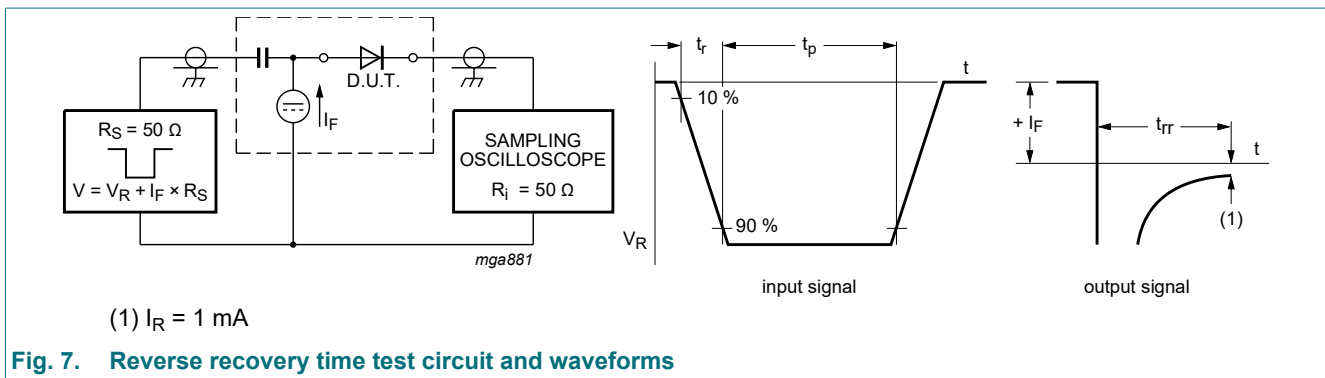 D.U.T.
I_F
R_S = 50 Ω
V = V_R + I_F × R_S
SAMPLING
OSCILLOSCOPE
R_i = 50 Ω
mga881
t_r
t_p
t
10 %
90 %
V_R
input signal
+ I_F
t_rr
t
(1)
output signal
(1) I_R = 1 mA
Fig. 7. Reverse recovery time test circuit and waveforms